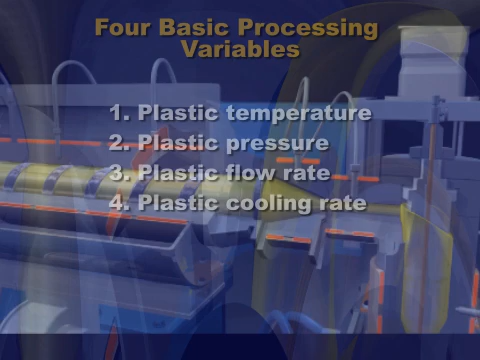 Four Basic Processing
Variables
1. Plastic temperature
2. Plastic pressure
3. Plastic flow rate
4. Plastic cooling rate